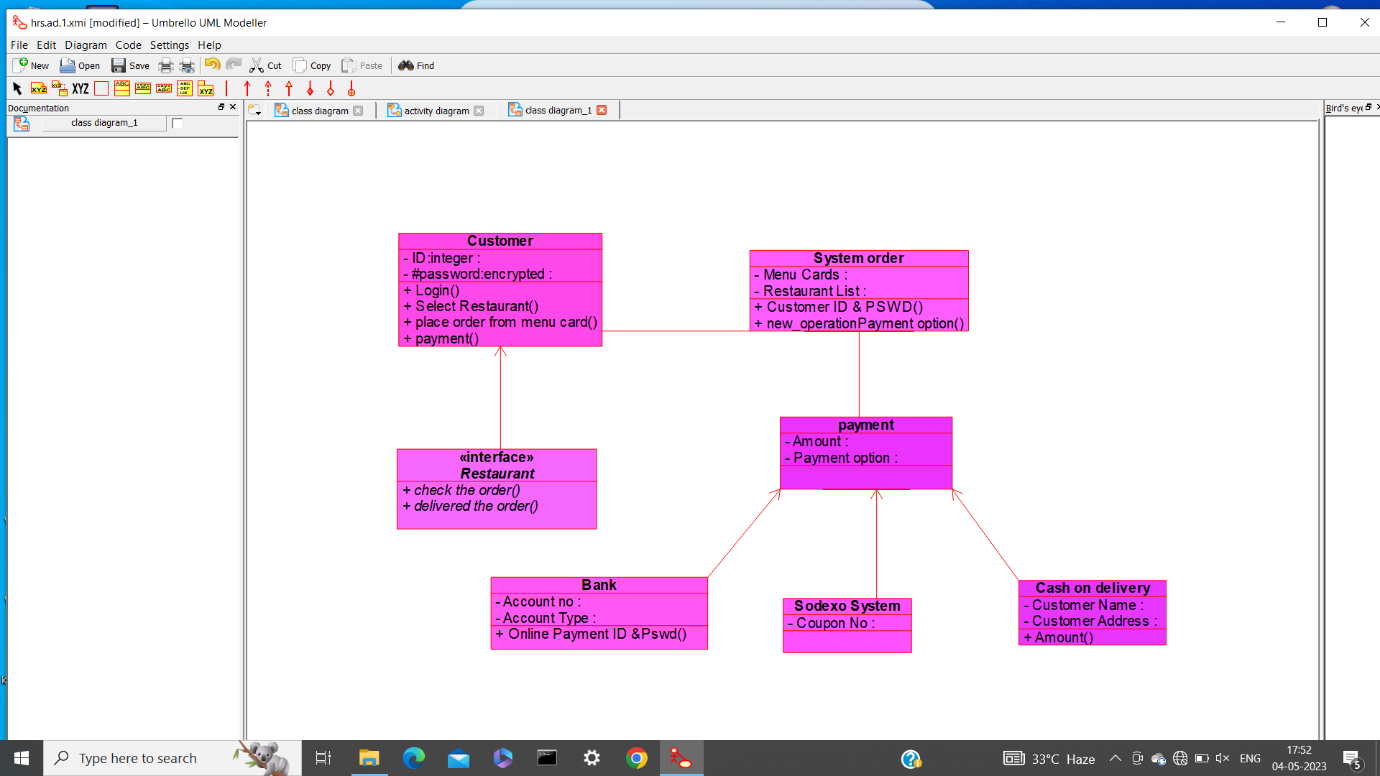 hrs.ad.1.xmi [modified] – Umbrello UML Modeller
File Edit Diagram Code Settings Help
New Open Save Cut Copy Paste Find
XYZ
Documentation
class diagram_1
class diagram activity diagram class diagram_1
Bird's eye
Customer
- ID:integer :
- #password:encrypted :
+ Login()
+ Select Restaurant()
+ place order from menu card()
+ payment()
System order
- Menu Cards :
- Restaurant List :
+ Customer ID & PSWD()
+ new_operationPayment option()
«interface»
Restaurant
+ check the order()
+ delivered the order()
payment
- Amount :
- Payment option :
Bank
- Account no :
- Account Type :
+ Online Payment ID &Pswd()
Sodexo System
- Coupon No :
Cash on delivery
- Customer Name :
- Customer Address :
+ Amount()
Type here to search
33°C Haze
ENG
17:52
04-05-2023
5